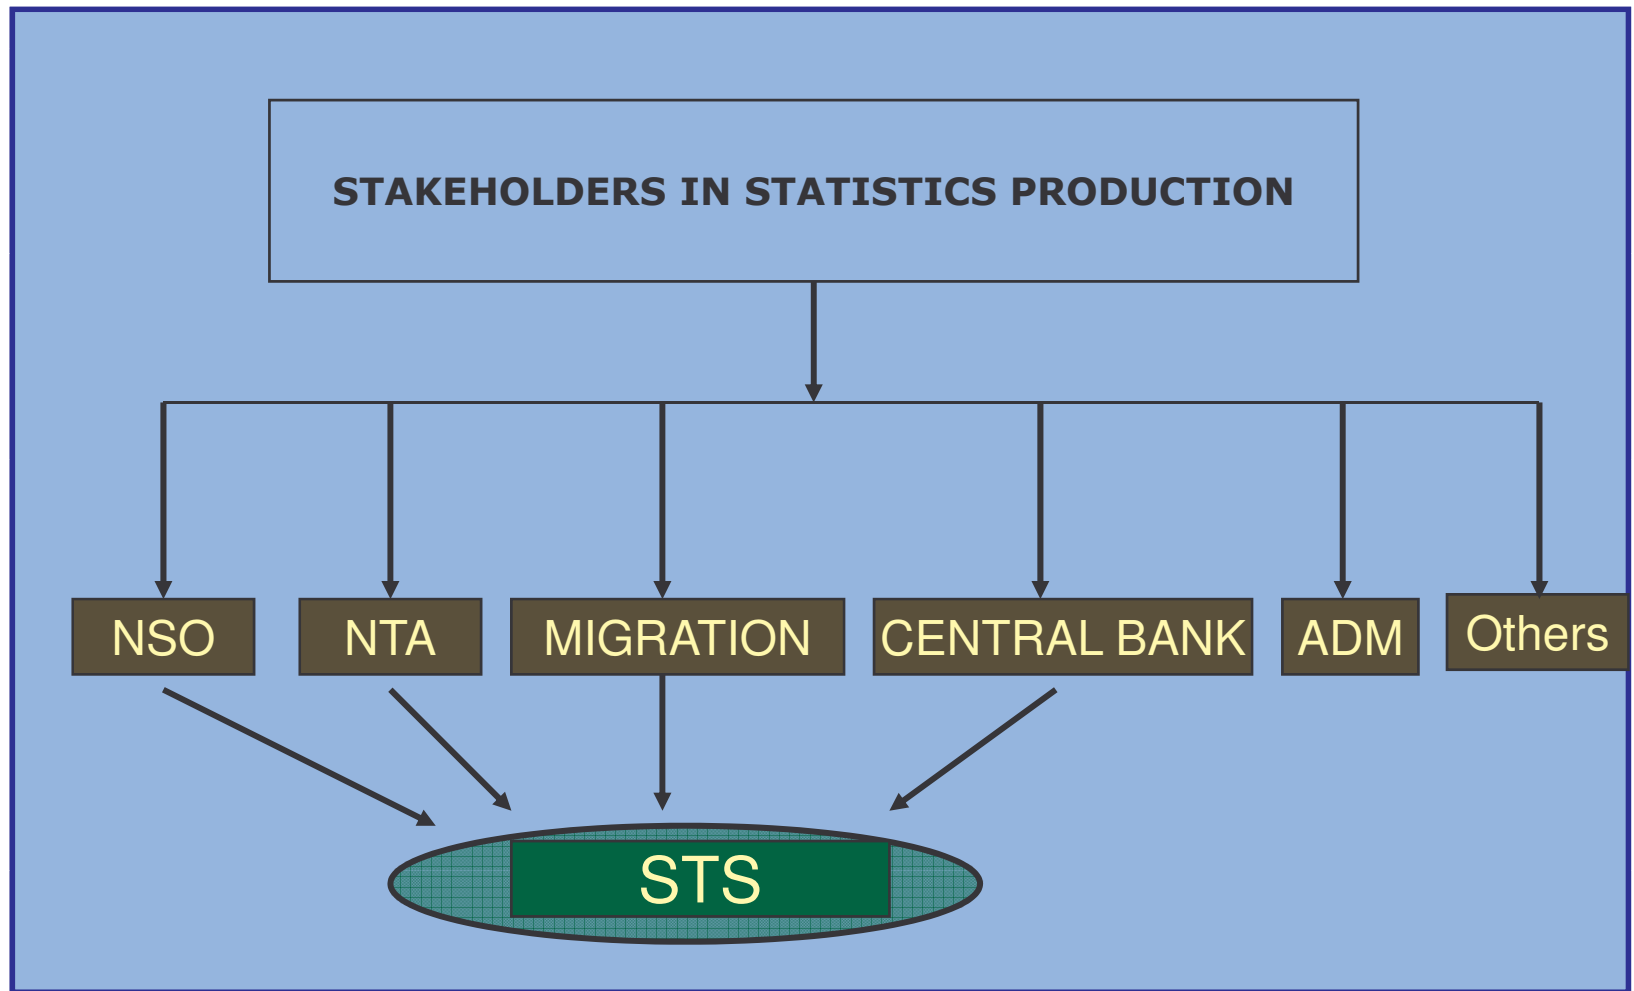 STAKEHOLDERS IN STATISTICS PRODUCTION
NSO
NTA
MIGRATION
CENTRAL BANK
ADM
Others
STS